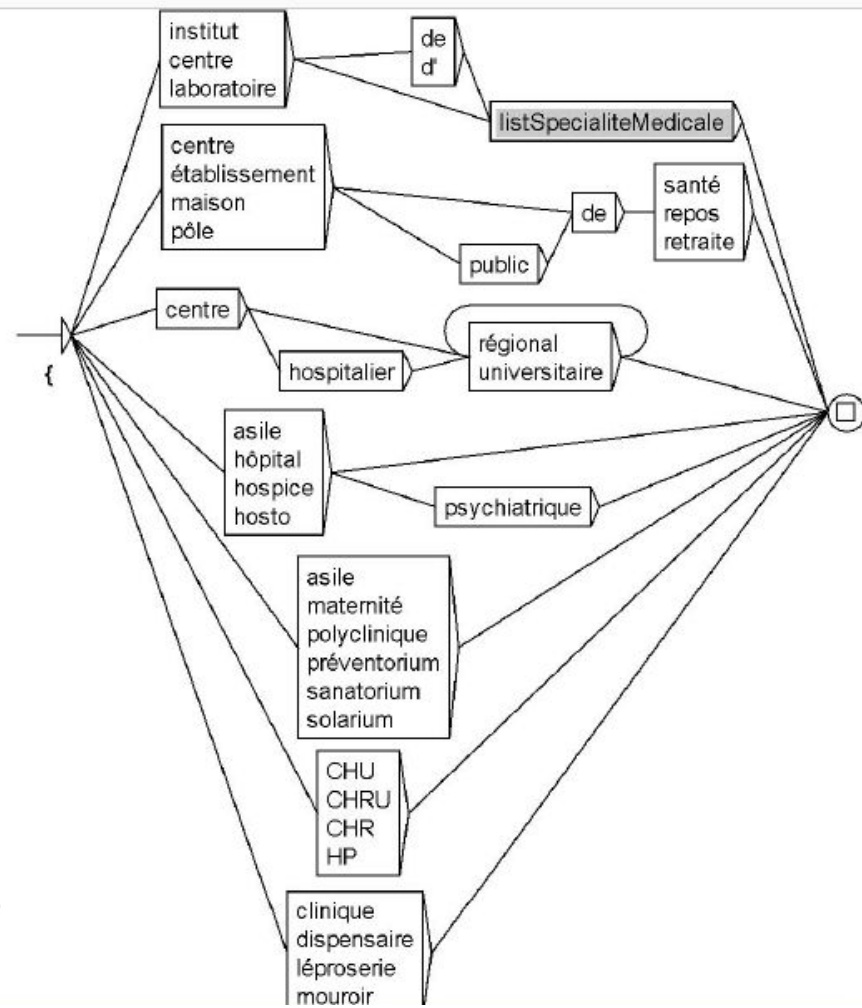 institut
centre
laboratoire
de
d'
listSpecialiteMedicale
centre
établissement
maison
pôle
public
de
santé
repos
retraite
centre
hospitalier
régional
universitaire
{
asile
hôpital
hospice
hosto
psychiatrique
asile
maternité
polyclinique
préventorium
sanatorium
solarium
CHU
CHRU
CHR
HP
clinique
dispensaire
léproserie
mouroir